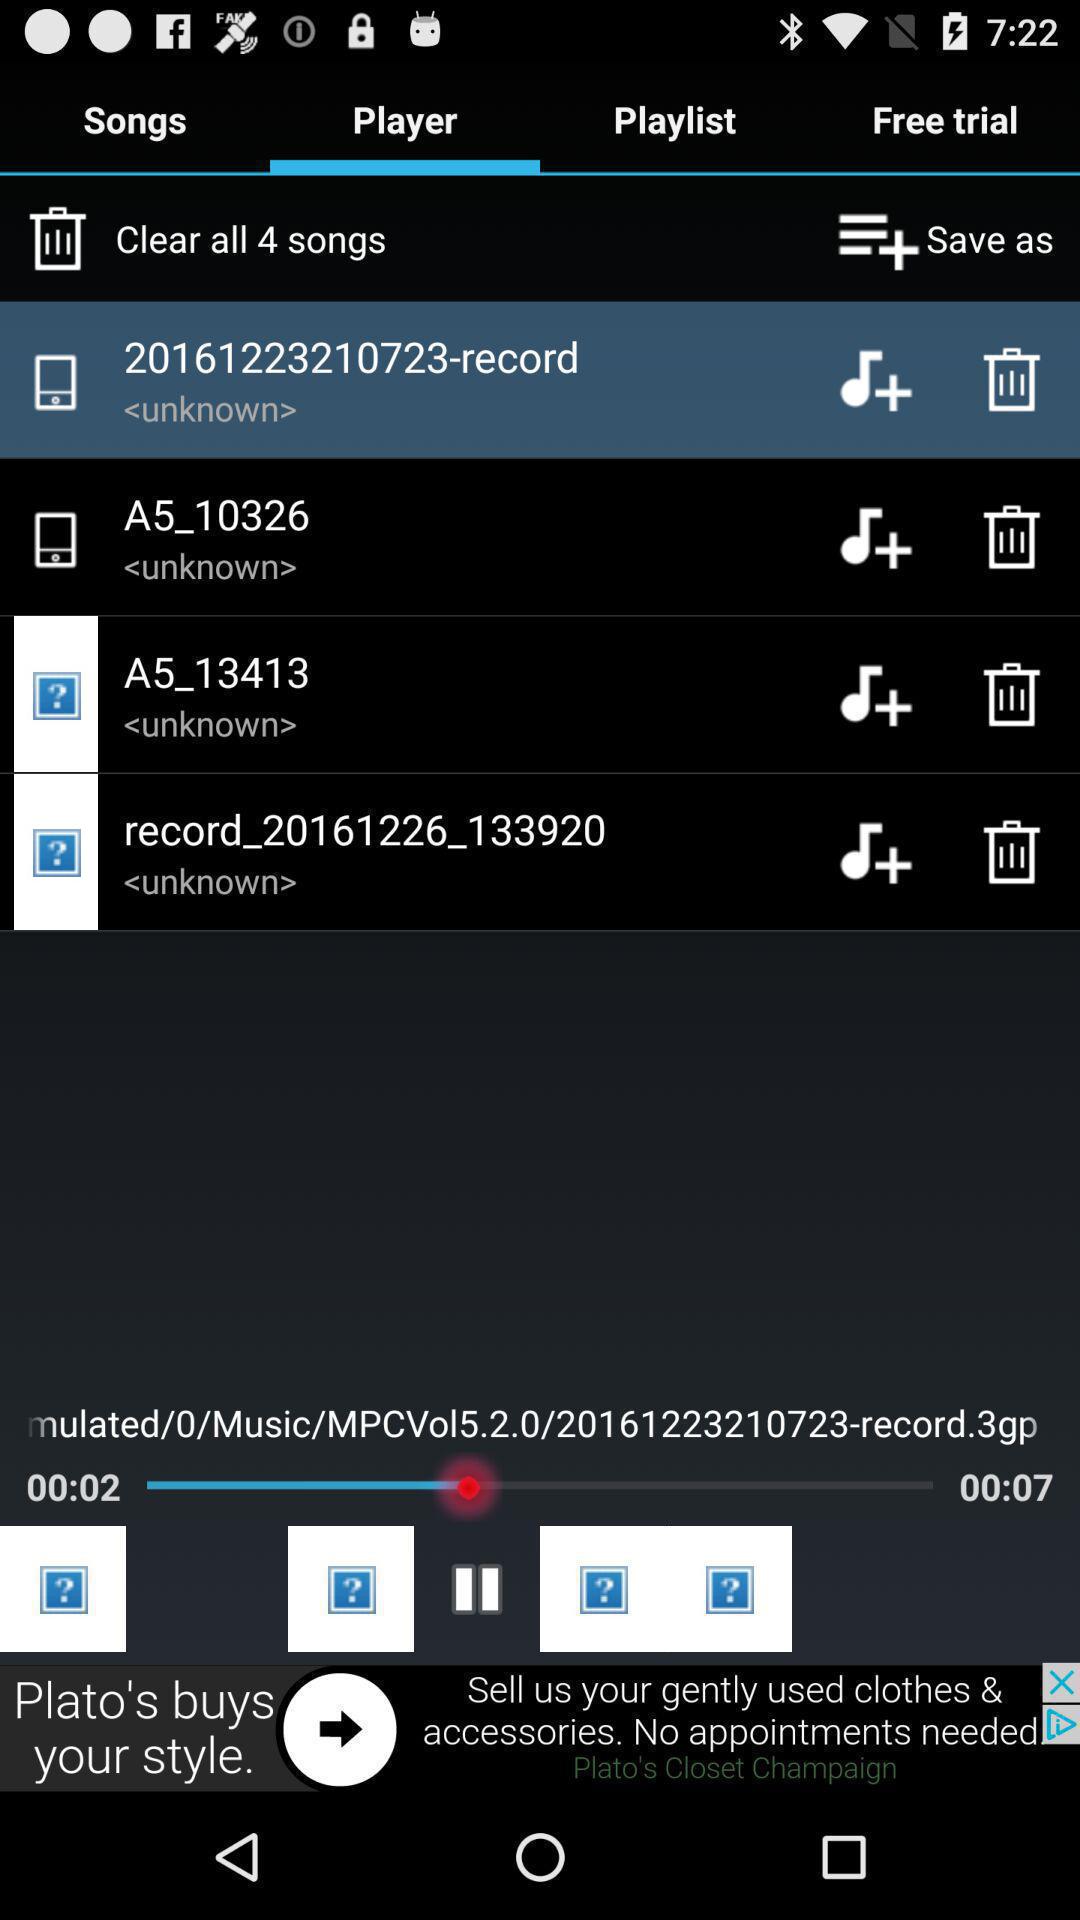 FAKE
7:22
Songs
Player
Playlist
Free trial
Clear all 4 songs
Save as
20161223210723-record
<unknown>
A5_10326
<unknown>
A5_13413
<unknown>
record_20161226_133920
<unknown>
mulated/0/Music/MPCVol5.2.0/20161223210723-record.3gp
00:02
00:07
Plato's buys
your style.
Sell us your gently used clothes &
accessories. No appointments needed.
Plato's Closet Champaign